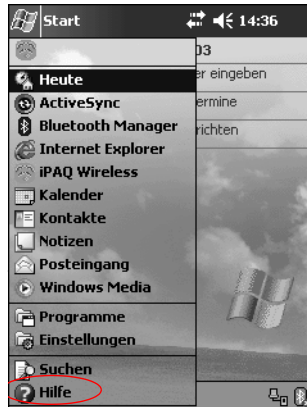 Start 14:36
03
Heute
er eingeben
ActiveSync
ermine
Bluetooth Manager
richten
Internet Explorer
iPAQ Wireless
Kalender
Kontakte
Notizen
Posteingang
Windows Media
Programme
Einstellungen
Suchen
Hilfe